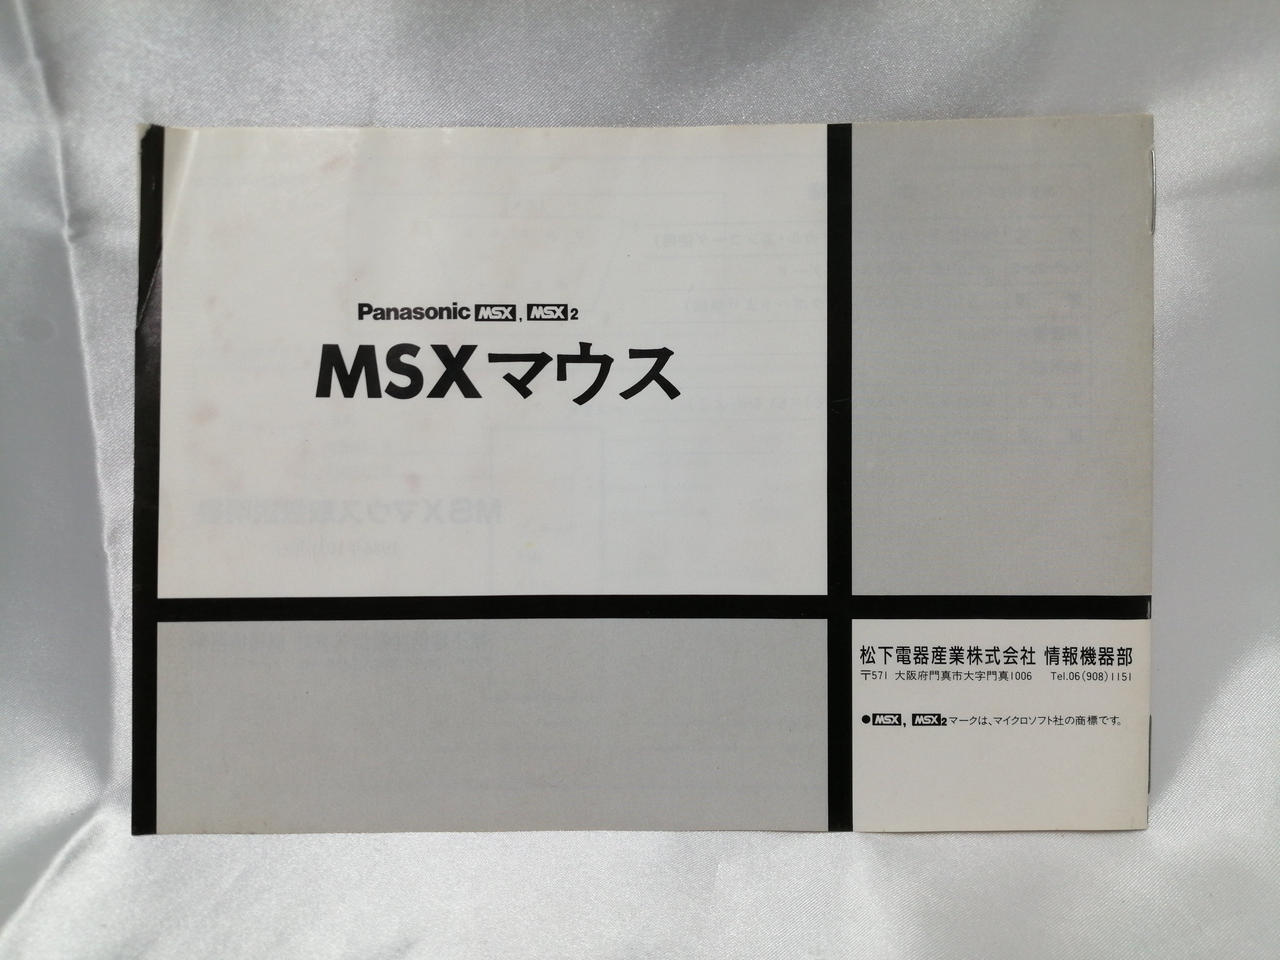 Panasonic MSX, MSX2
MSXマウス
松下電器産業株式会社 情報機器部
〒571 大阪府門真市大字門真1006 Tel.06(908)1151
●MSX, MSX2マークは、マイクロソフト社の商標です。